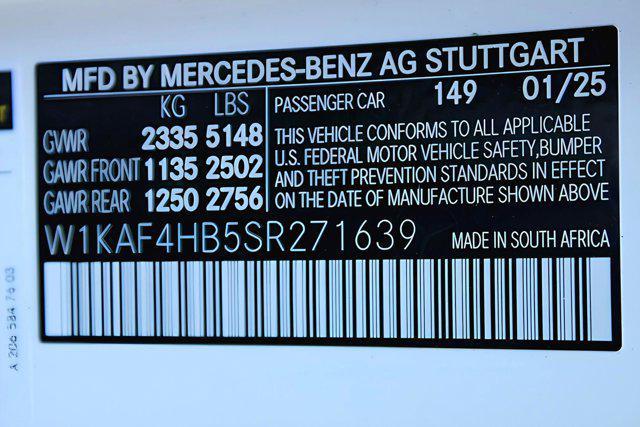 MFD BY MERCEDES-BENZ AG STUTTGART
KG LBS
GVWR 2335 5148
GAWR FRONT 1135 2502
GAWR REAR 1250 2756
PASSENGER CAR 149 01/25
THIS VEHICLE CONFORMS TO ALL APPLICABLE
U.S. FEDERAL MOTOR VEHICLE SAFETY,BUMPER
AND THEFT PREVENTION STANDARDS IN EFFECT
ON THE DATE OF MANUFACTURE SHOWN ABOVE
W1KAF4HB5SR271639 MADE IN SOUTH AFRICA